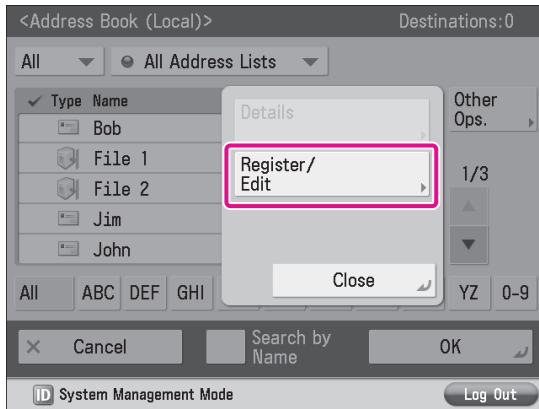 <Address Book (Local)> Destinations:0
All All Address Lists
Type Name
Details
Other
Ops.
Bob
File 1
Register/
Edit
1/3
File 2
Jim
John
Close
All ABC DEF GHI YZ 0-9
Cancel
Search by
Name
OK
ID System Management Mode Log Out